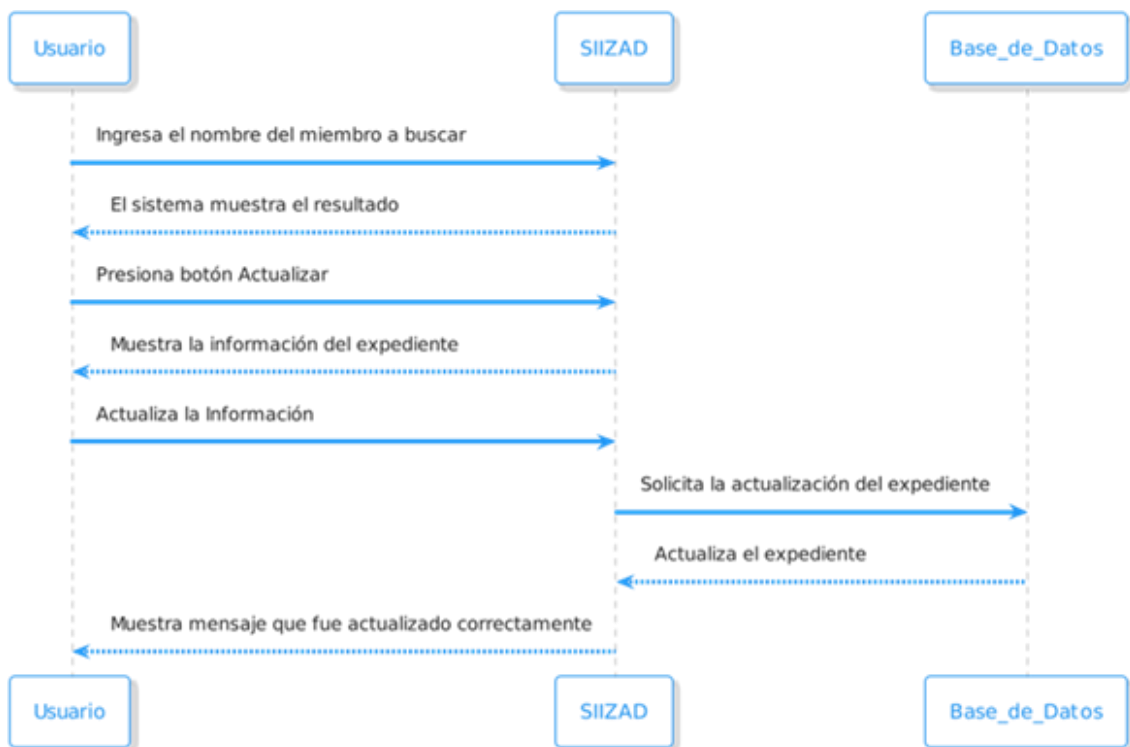 Usuario
SIIZAD
Base_de_Datos
Ingresa el nombre del miembro a buscar
El sistema muestra el resultado
Presiona botón Actualizar
Muestra la información del expediente
Actualiza la Información
Solicita la actualización del expediente
Actualiza el expediente
Muestra mensaje que fue actualizado correctamente
Usuario
SIIZAD
Base_de_Datos